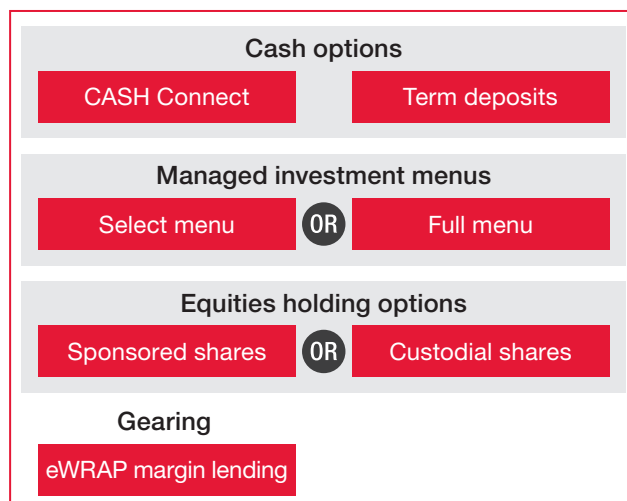 Cash options
CASH Connect
Term deposits
Managed investment menus
Select menu
OR
Full menu
Equities holding options
Sponsored shares
OR
Custodial shares
Gearing
eWRAP margin lending